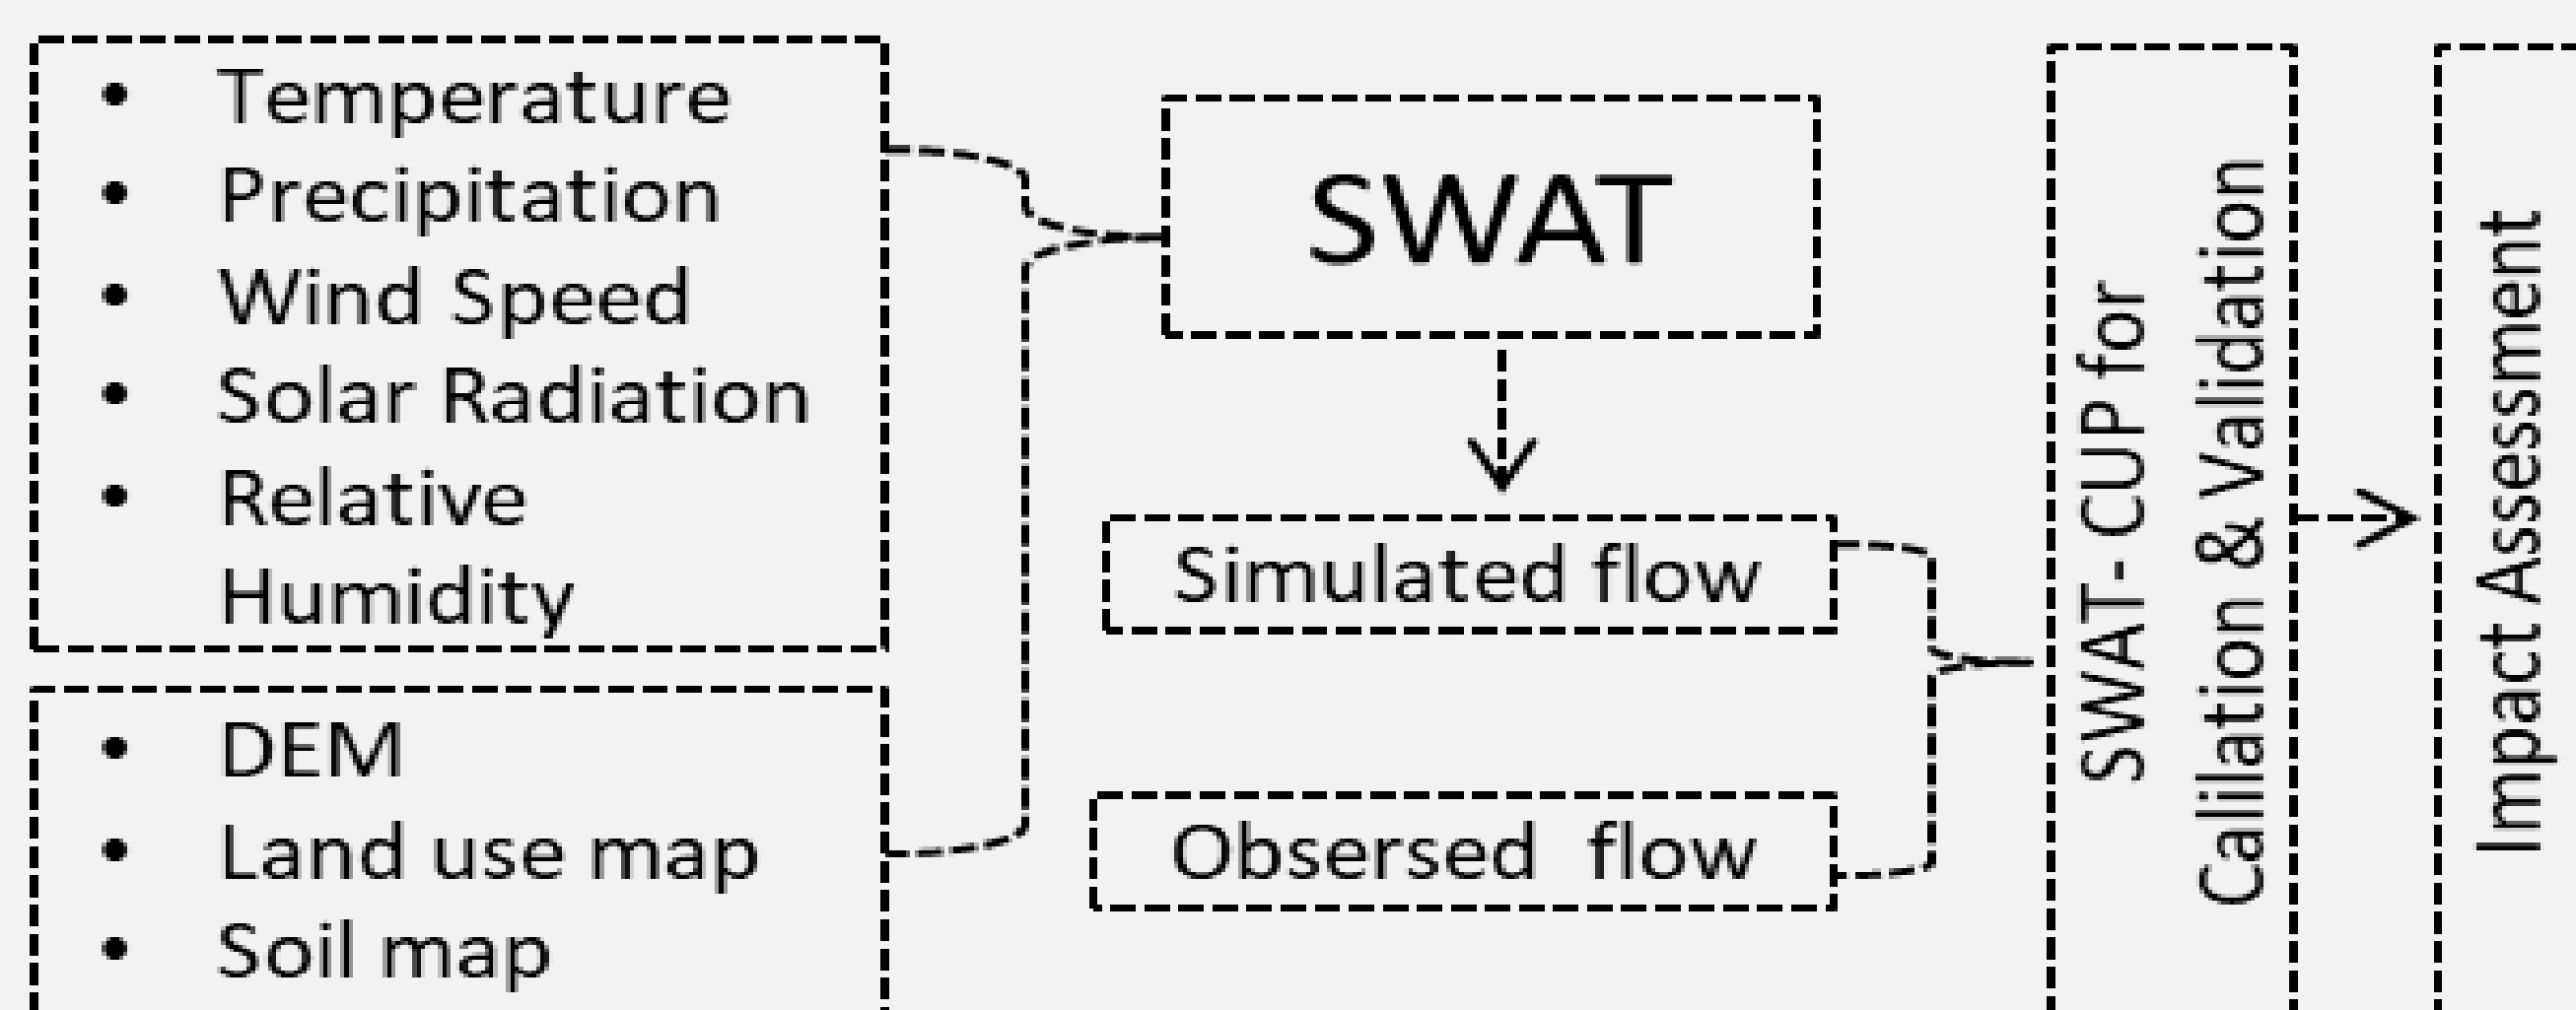 • Temperature
• Precipitation
• Wind Speed
• Solar Radiation
• Relative
Humidity
• DEM
• Land use map
• Soil map
SWAT
Simulated flow
Obsersed flow
SWAT- CUP for
Calilation & Validation
Impact Assessment